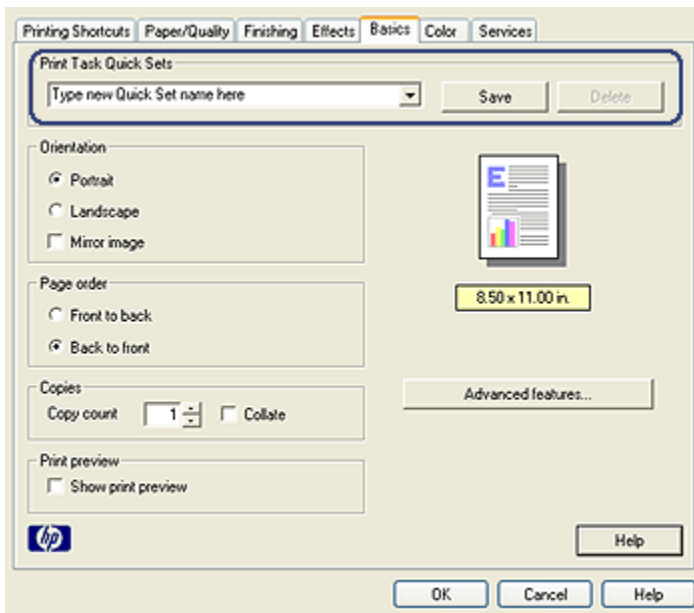 Printing Shortcuts Paper/Quality Finishing Effects Basics Color Services
Print Task Quick Sets
Type new Quick Set name here Save Delete
Orientation
Portrait
Landscape
Mirror image
E
8.50 x 11.00 in.
Page order
Front to back
Back to front
Copies
Copy count 1 Collate
Advanced features...
Print preview
Show print preview
hp
Help
OK Cancel Help